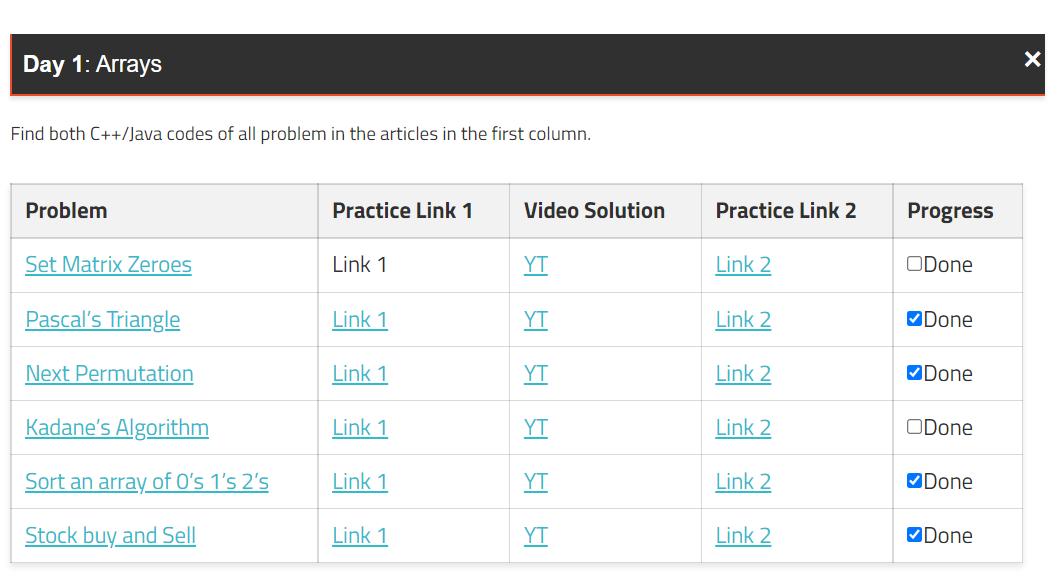 Day 1: Arrays ×
Find both C++/Java codes of all problem in the articles in the first column.
Problem Practice Link 1 Video Solution Practice Link 2 Progress
Set Matrix Zeroes Link 1 YT Link 2 Done
Pascal’s Triangle Link 1 YT Link 2 Done
Next Permutation Link 1 YT Link 2 Done
Kadane’s Algorithm Link 1 YT Link 2 Done
Sort an array of 0’s 1’s 2’s Link 1 YT Link 2 Done
Stock buy and Sell Link 1 YT Link 2 Done